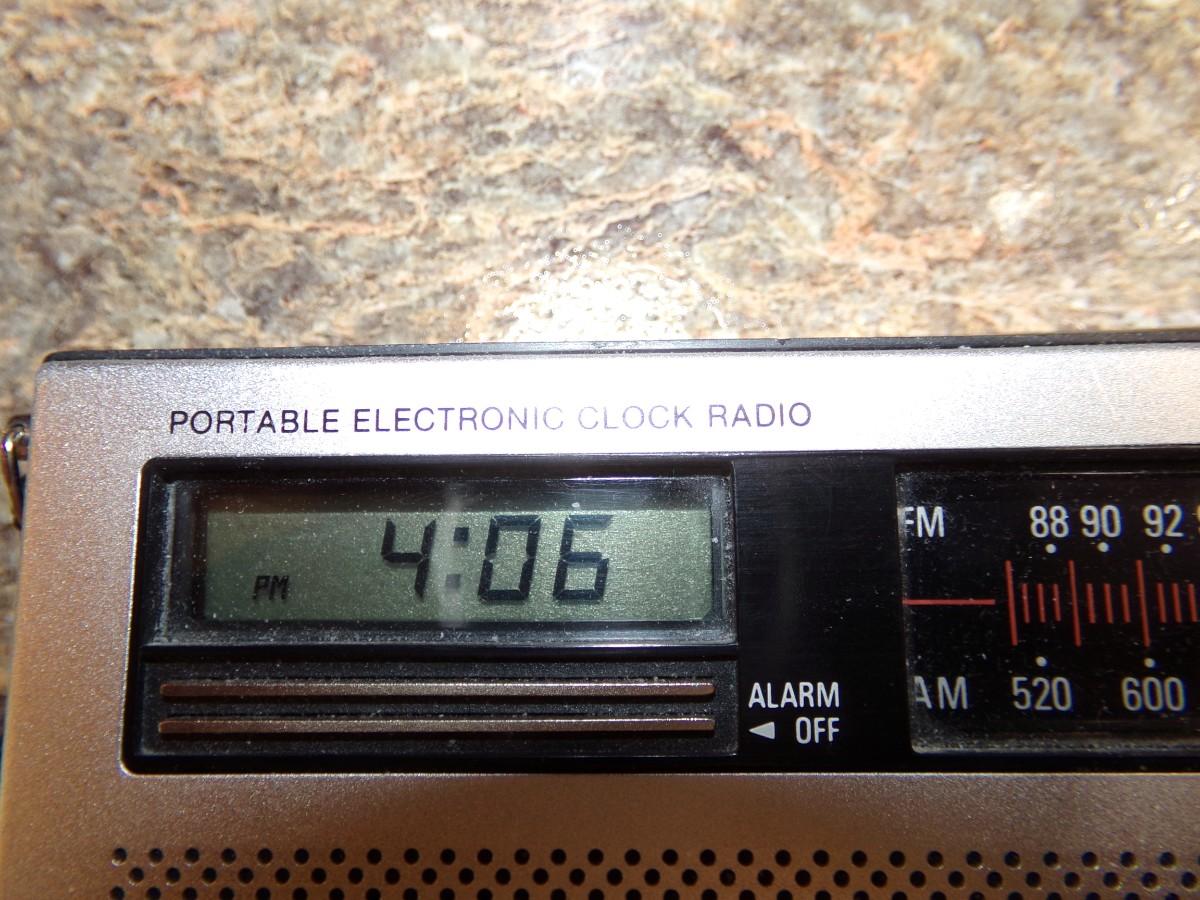 PORTABLE ELECTRONIC CLOCK RADIO
PM 4:06
ALARM
◄ OFF
FM 88 90 92
AM 520 600